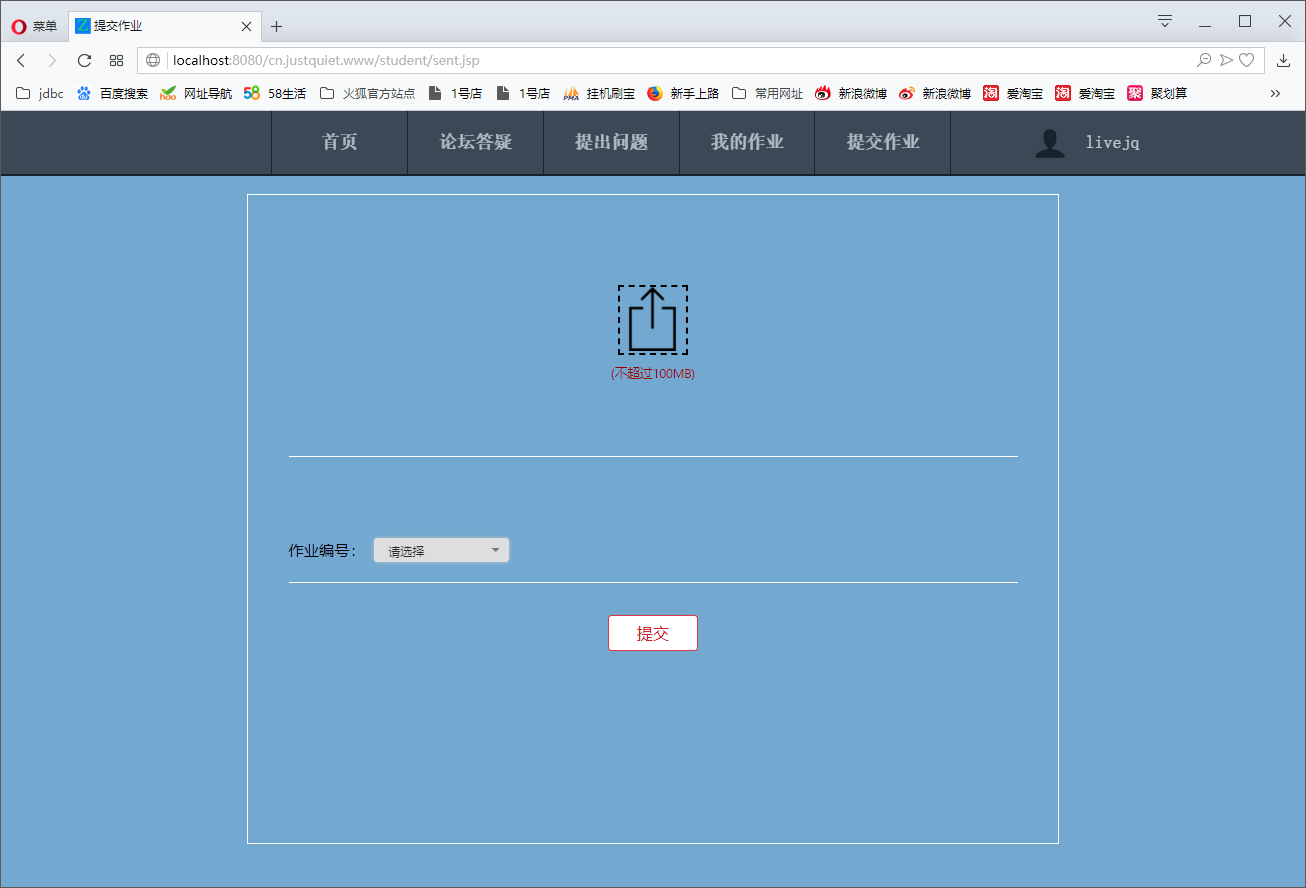 菜单 提交作业
localhost:8080/cn.justquiet.www/student/sent.jsp
jdbc 百度搜索 网址导航 58生活 火狐官方站点 1号店 1号店 挂机刷宝 新手上路 常用网址 新浪微博 新浪微博 爱淘宝 爱淘宝 聚划算
首页 论坛答疑 提出问题 我的作业 提交作业 livejq
(不超过100MB)
作业编号： 请选择
提交